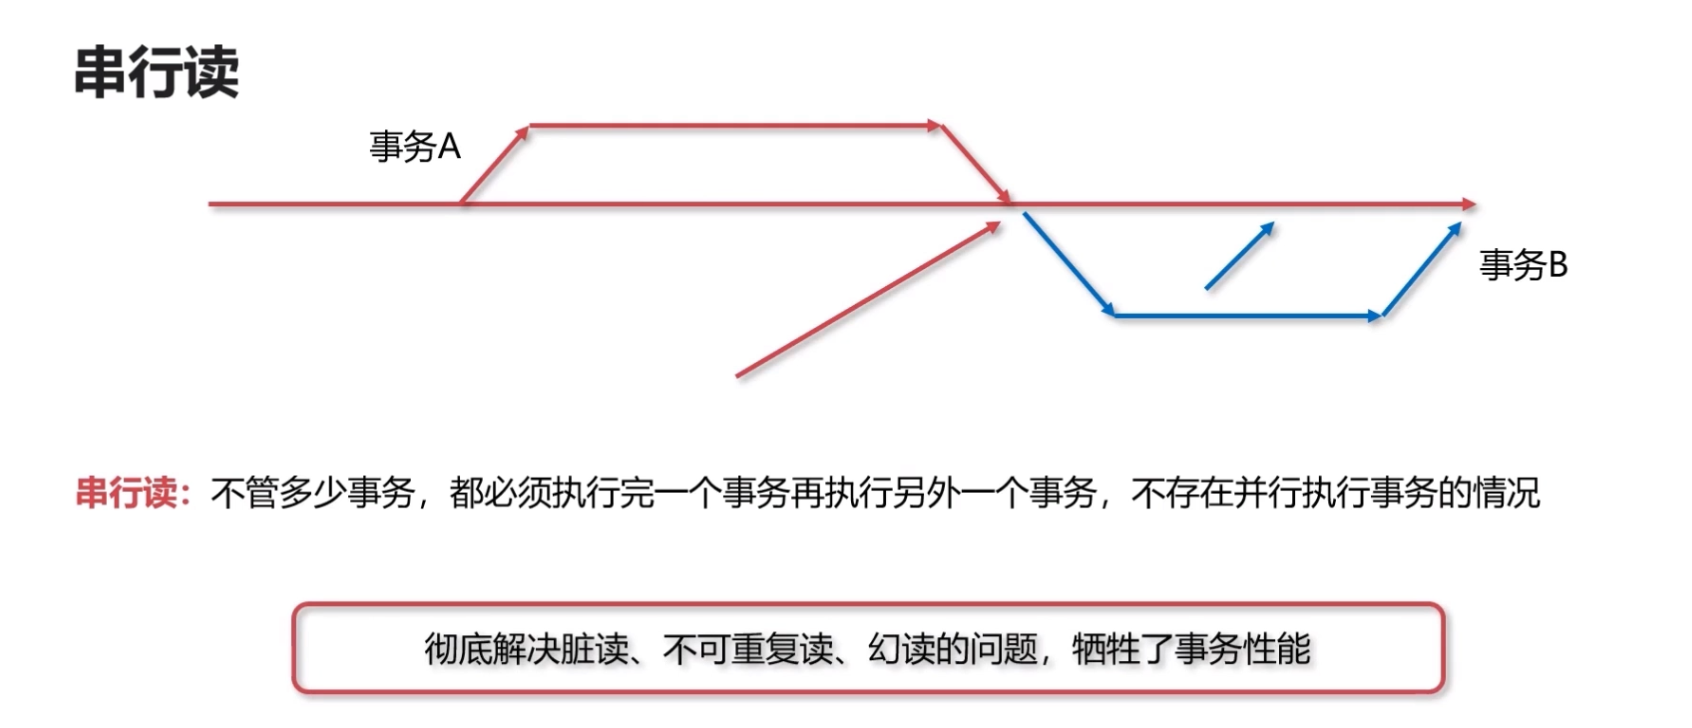 串行读
事务A
事务B
串行读：不管多少事务，都必须执行完一个事务再执行另外一个事务，不存在并行执行事务的情况
彻底解决脏读、不可重复读、幻读的问题，牺牲了事务性能